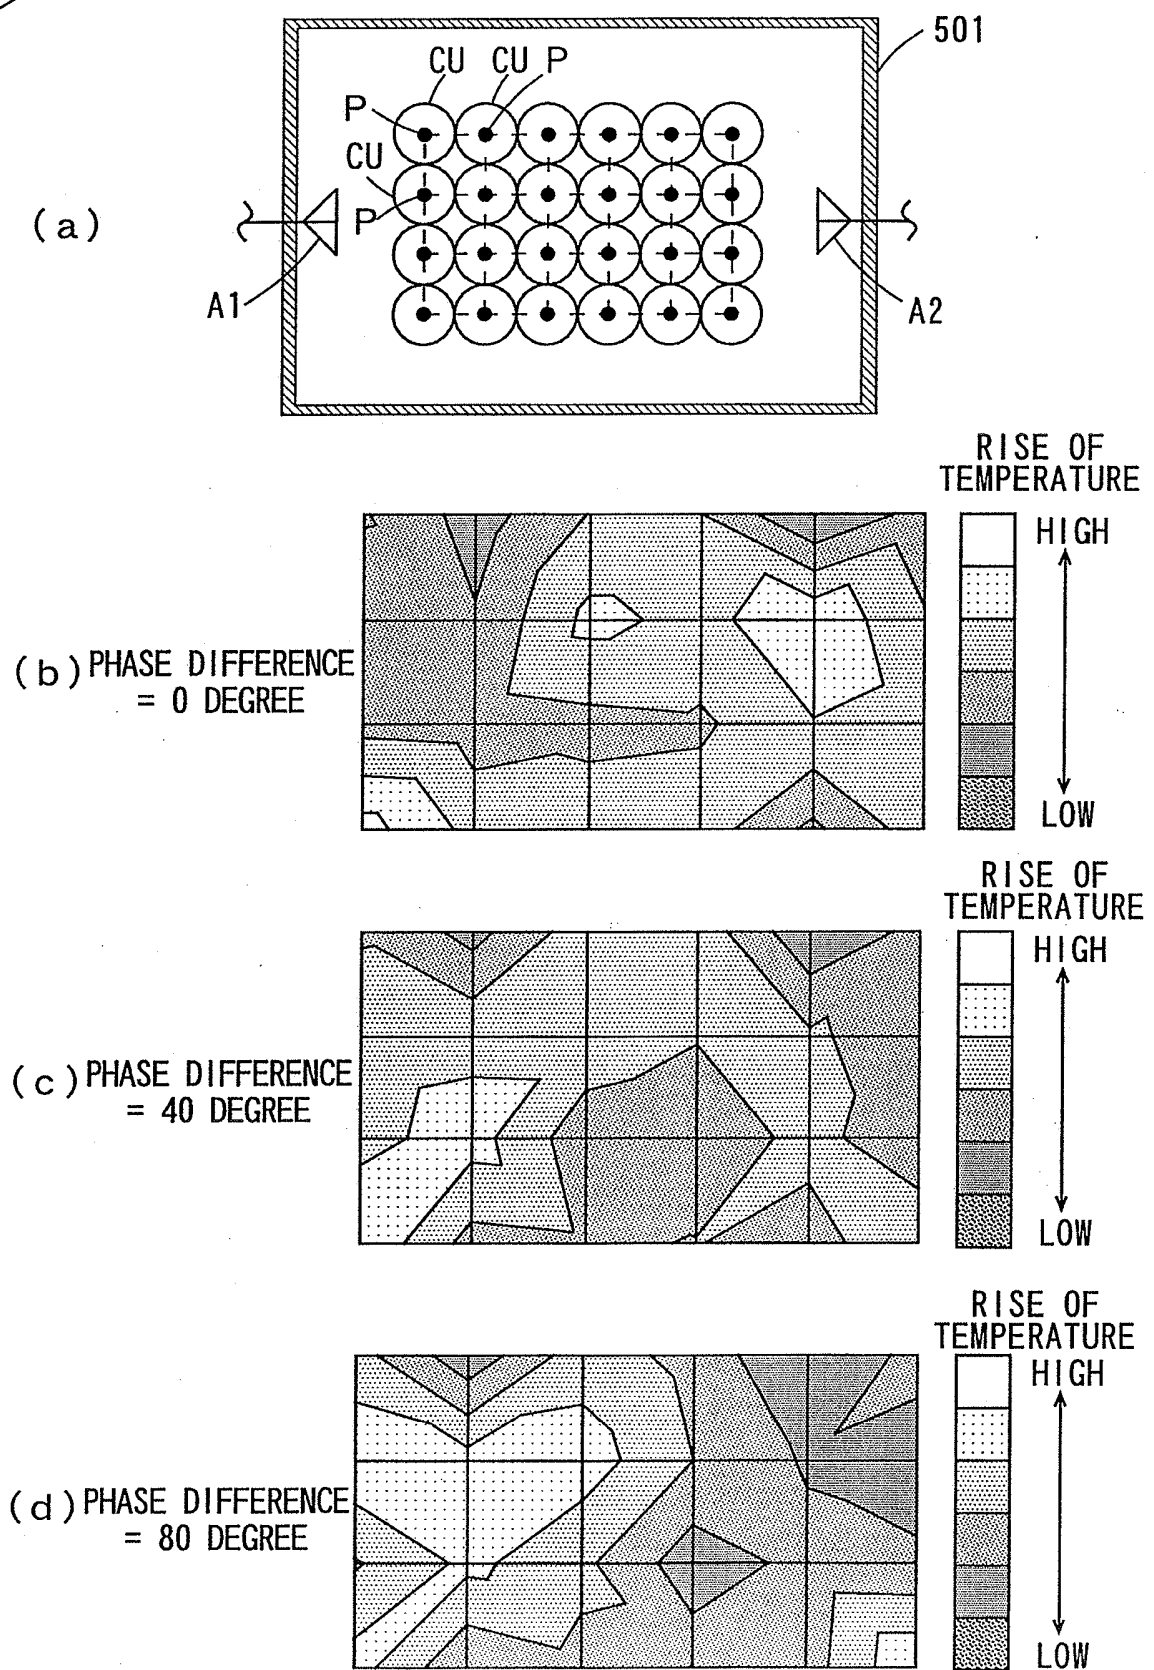 501
CU CU P
P
CU
P
(a)
A1
A2
RISE OF
TEMPERATURE
HIGH
(b) PHASE DIFFERENCE
= 0 DEGREE
LOW
RISE OF
TEMPERATURE
HIGH
(c) PHASE DIFFERENCE
= 40 DEGREE
LOW
RISE OF
TEMPERATURE
HIGH
(d) PHASE DIFFERENCE
= 80 DEGREE
LOW